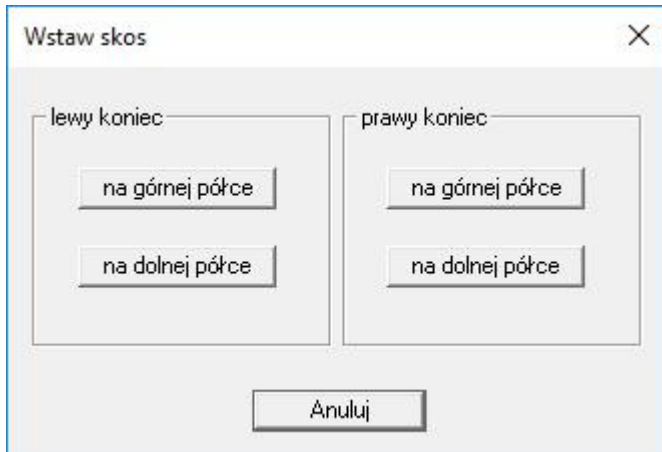 Wstaw skos
lewy koniec
na górnej półce
na dolnej półce
prawy koniec
na górnej półce
na dolnej półce
Anuluj